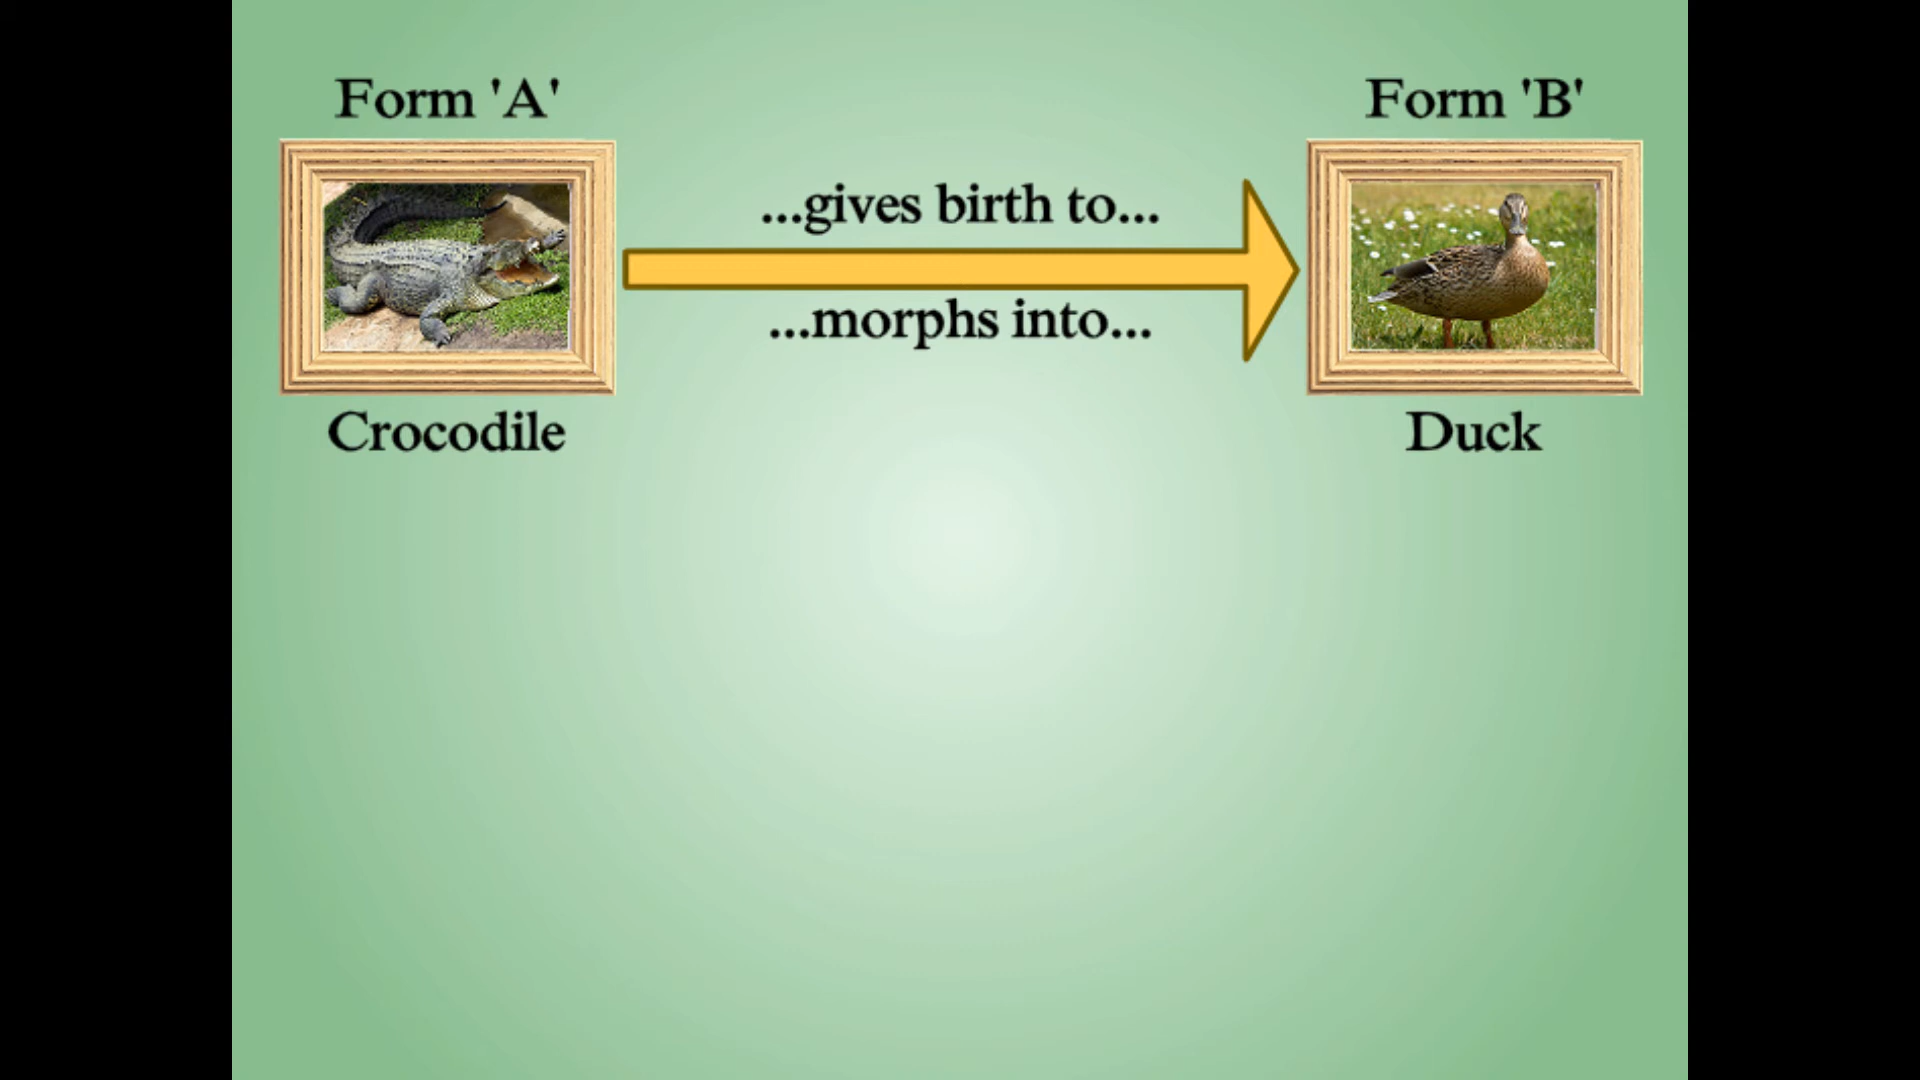 Form 'A'
Form 'B'
...gives birth to...
...morphs into...
Crocodile
Duck